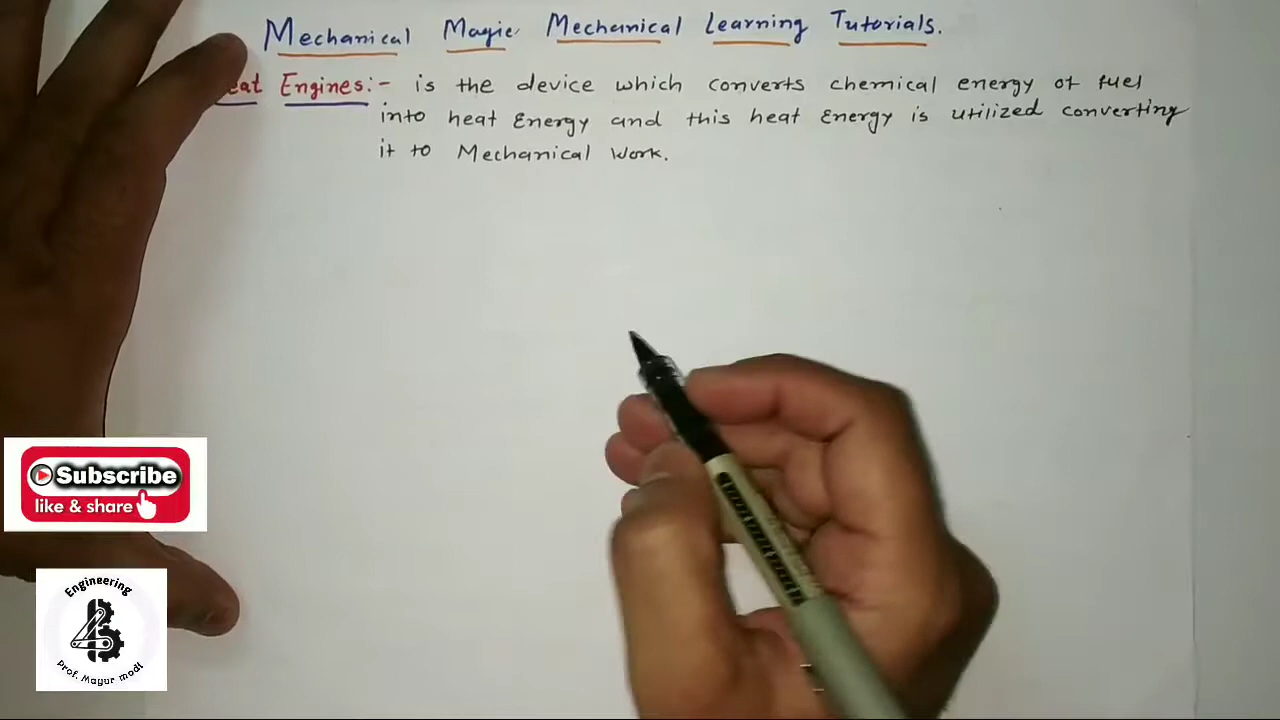 Mechanical Magic Mechanical Learning Tutorials.
eat Engines:- is the device which converts chemical energy of fuel
into heat Energy and this heat Energy is utilized converting
it to Mechanical Work.
Subscribe
like & share
Engineering
Prof. Mayur modi